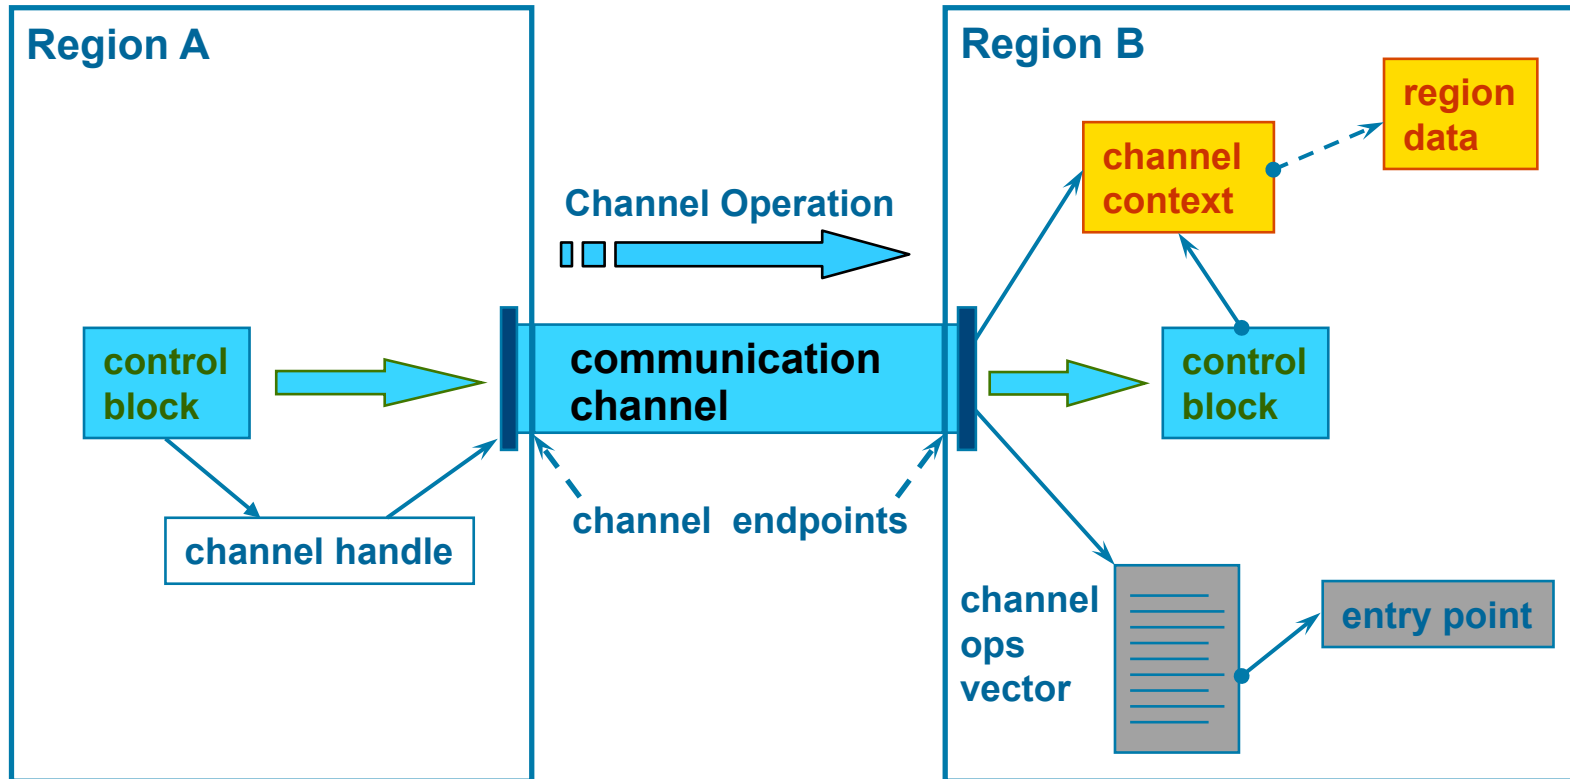 Region A
Region B
region
data
channel
context
Channel Operation
control
block
communication
channel
control
block
channel endpoints
channel handle
channel
ops
vector
entry point